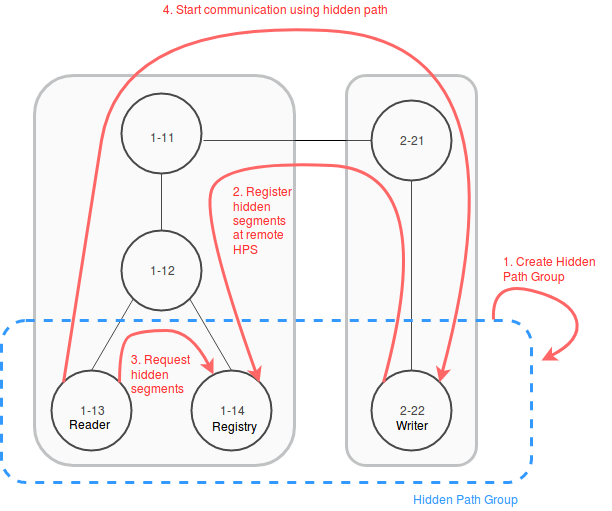 4. Start communication using hidden path
1-11
2-21
2. Register
hidden
segments
at remote
HPS
1-12
1. Create Hidden
Path Group
3. Request
hidden
segments
1-13
Reader
1-14
Registry
2-22
Writer
Hidden Path Group